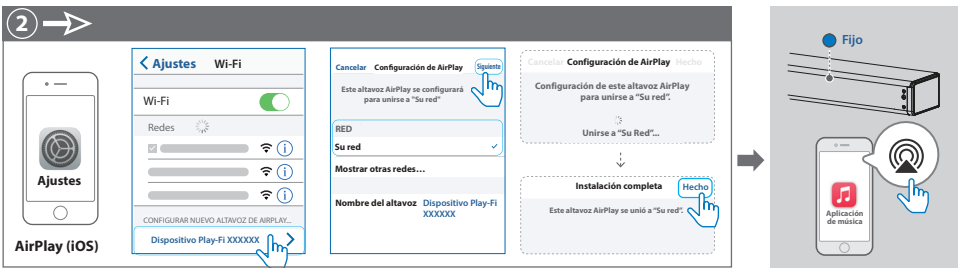 2
Ajustes
AirPlay (iOS)
Ajustes Wi-Fi
Wi-Fi
Redes
CONFIGURAR NUEVO ALTAVOZ DE AIRPLAY...
Dispositivo Play-Fi XXXXXX
Cancelar Configuración de AirPlay Siguiente
Este altavoz AirPlay se configurará
para unirse a "Su red"
RED
Su red
Mostrar otras redes...
Nombre del altavoz Dispositivo Play-Fi
XXXXXX
Cancelar Configuración de AirPlay Hecho
Configuración de este altavoz AirPlay
para unirse a “Su red”.
Unirse a “Su Red”...
Instalación completa Hecho
Este altavoz AirPlay se unió a “Su red”.
Fijo
Aplicación
de música